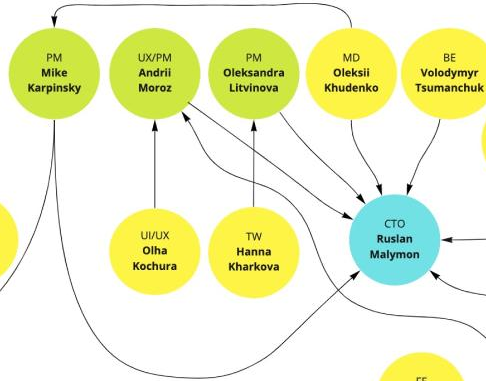 PM
Mike
Karpinsky
UX/PM
Andrii
Moroz
PM
Oleksandra
Litvinova
MD
Oleksii
Khudenko
BE
Volodymyr
Tsumanchuk
UI/UX
Olha
Kochura
TW
Hanna
Kharkova
CTO
Ruslan
Malymon